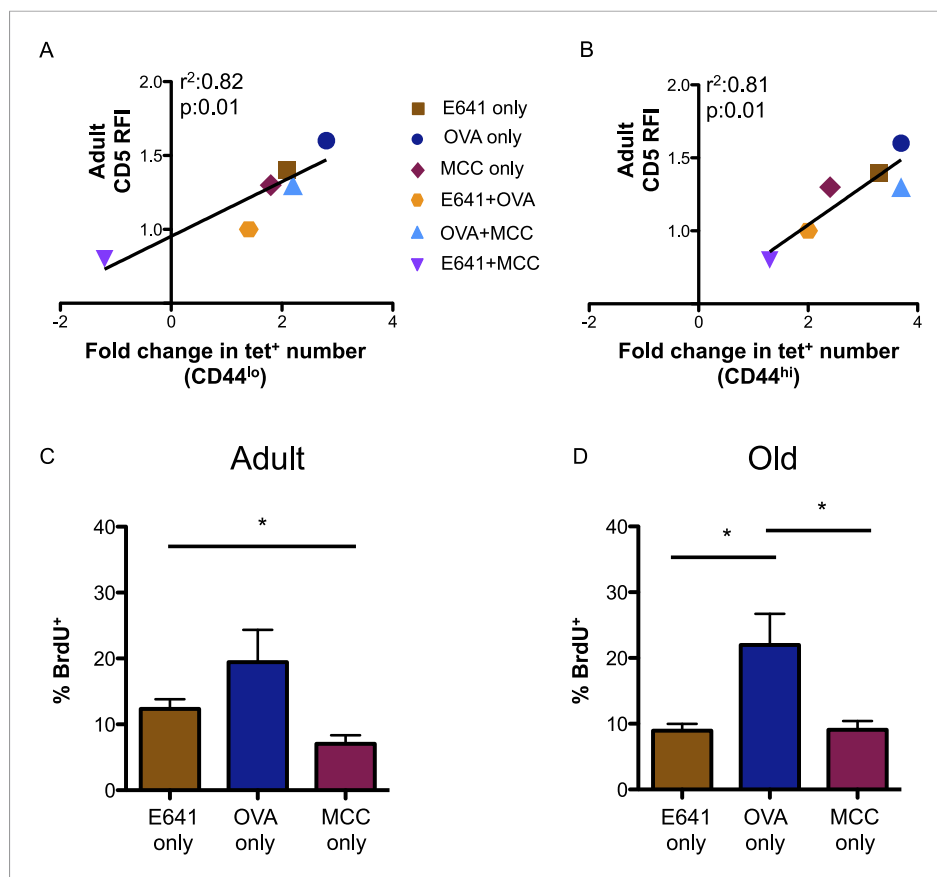 A
r²:0.82
p:0.01
2.0
1.5
1.0
Adult
CD5 RFI
-2
0
2
4
Fold change in tet⁺ number
(CD44ˡᵒ)
E641 only
OVA only
MCC only
E641+OVA
OVA+MCC
E641+MCC
B
r²:0.81
p:0.01
2.0
1.5
1.0
Adult
CD5 RFI
-2
0
2
4
Fold change in tet⁺ number
(CD44ʰⁱ)
C
Adult
*
40
30
20
10
0
% BrdU⁺
E641
only
OVA
only
MCC
only
D
Old
*
*
40
30
20
10
0
% BrdU⁺
E641
only
OVA
only
MCC
only